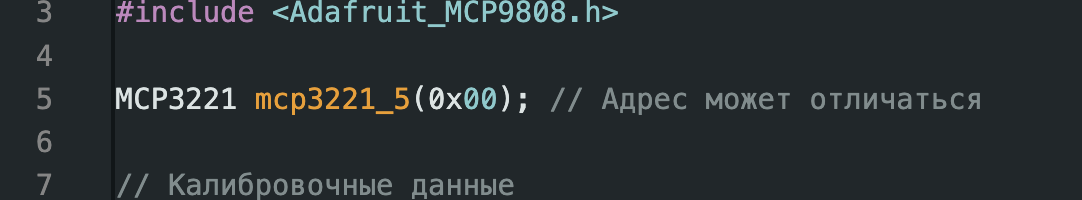 3 #include <Adafruit_MCP9808.h>
4
5 MCP3221 mcp3221_5(0x00); // Адрес может отличаться
6
7 // Калибровочные данные